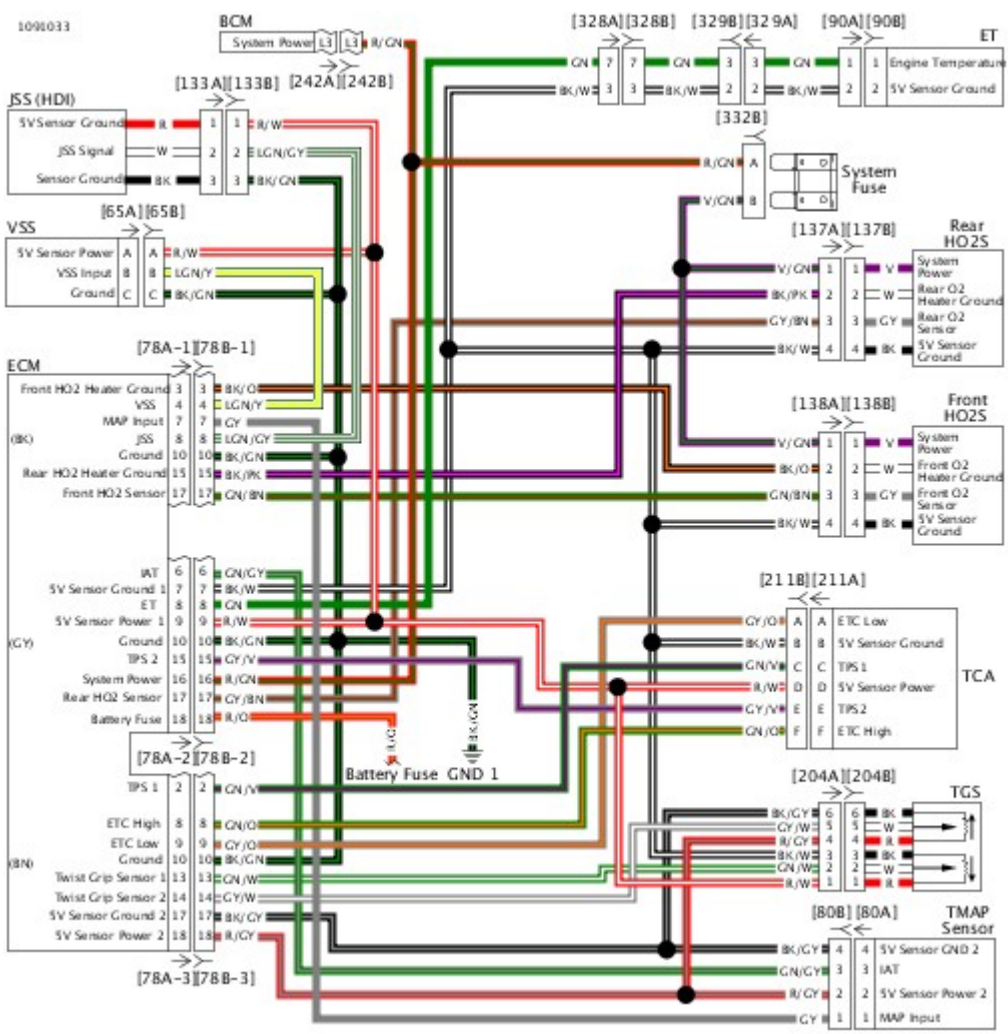 1091033
BCM
System Power L3 L3 R/GN
[242A][242B]
[328A][328B] [329B][329A] [90A][90B]
ET
GN 7 7 GN 3 3 GN 1 1 Engine Temperature
BK/W 3 3 BK/W 2 2 BK/W 2 2 5V Sensor Ground
[133A][133B]
JSS (HDI)
5V Sensor Ground R 1 1 R/W
JSS Signal W 2 2 LGN/GY
Sensor Ground BK 3 3 BK/GN
[332B]
R/GN A
V/GN B
System
Fuse
[65A][65B]
VSS
5V Sensor Power A A R/W
VSS Input B B LGN/Y
Ground C C BK/GN
[137A][137B]
Rear
HO2S
V/GN 1 1 V System
Power
BK/PK 2 2 W Rear O2
Heater Ground
GY/BN 3 3 GY Rear O2
Sensor
BK/W 4 4 BK 5V Sensor
Ground
[78A-1][78B-1]
ECM
Front HO2 Heater Ground 3 3 BK/O
VSS 4 4 LGN/Y
MAP Input 7 7 GY
(BK)
JSS 8 8 LGN/GY
Ground 10 10 BK/GN
Rear HO2 Heater Ground 15 15 BK/PK
Front HO2 Sensor 17 17 GN/BN
[138A][138B]
Front
HO2S
V/GN 1 1 V System
Power
BK/O 2 2 W Front O2
Heater Ground
GN/BN 3 3 GY Front O2
Sensor
BK/W 4 4 BK 5V Sensor
Ground
IAT 6 6 GN/GY
5V Sensor Ground 1 7 7 BK/W
ET 8 8 GN
5V Sensor Power 1 9 9 R/W
(GY)
Ground 10 10 BK/GN
TPS 2 15 15 GY/V
System Power 16 16 R/GN
Rear HO2 Sensor 17 17 GY/BN
Battery Fuse 18 18 R/O
R/O
BK/GN
Battery Fuse GND 1
[78A-2][78B-2]
[211B][211A]
GY/O A A ETC Low
BK/W B B 5V Sensor Ground
GN/V C C TPS1
R/W D D 5V Sensor Power
GY/V E E TPS2
GN/O F F ETC High
TCA
TPS 1 2 2 GN/V
ETC High 8 8 GN/O
ETC Low 9 9 GY/O
(BN)
Ground 10 10 BK/GN
Twist Grip Sensor 1 13 13 GN/W
Twist Grip Sensor 2 14 14 GY/W
5V Sensor Ground 2 17 17 BK/GY
5V Sensor Power 2 18 18 R/GY
[78A-3][78B-3]
[204A][204B]
TGS
BK/GY 6 6 BK
GY/W 5 5 W
R/GY 4 4 R
BK/W 3 3 BK
GN/W 2 2 W
R/W 1 1 R
[80B] [80A]
TMAP
Sensor
BK/GY 4 4 5V Sensor GND 2
GN/GY 3 3 IAT
R/GY 2 2 5V Sensor Power 2
GY 1 1 MAP Input